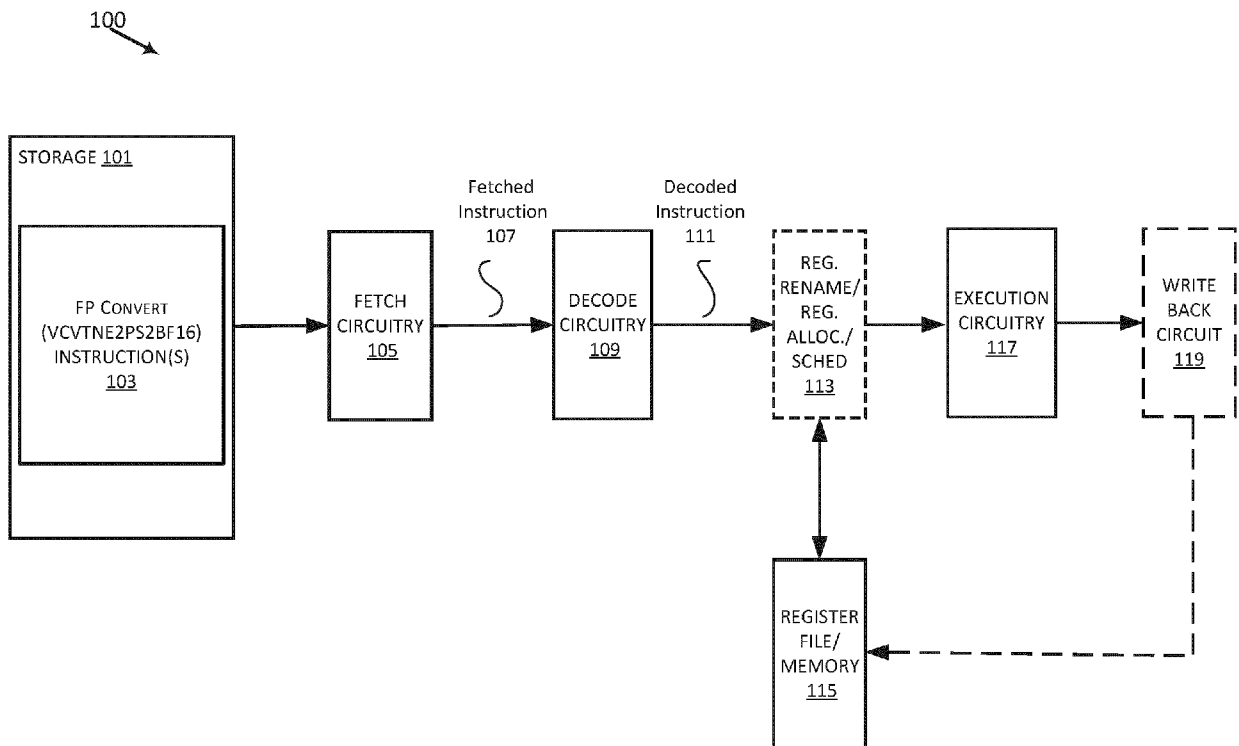 100
STORAGE 101
FP CONVERT
(VCVTNE2PS2BF16)
INSTRUCTION(S)
103
FETCH
CIRCUITRY
105
Fetched
Instruction
107
DECODE
CIRCUITRY
109
Decoded
Instruction
111
REG.
RENAME/
REG.
ALLOC./
SCHED
113
EXECUTION
CIRCUITRY
117
WRITE
BACK
CIRCUIT
119
REGISTER
FILE/
MEMORY
115